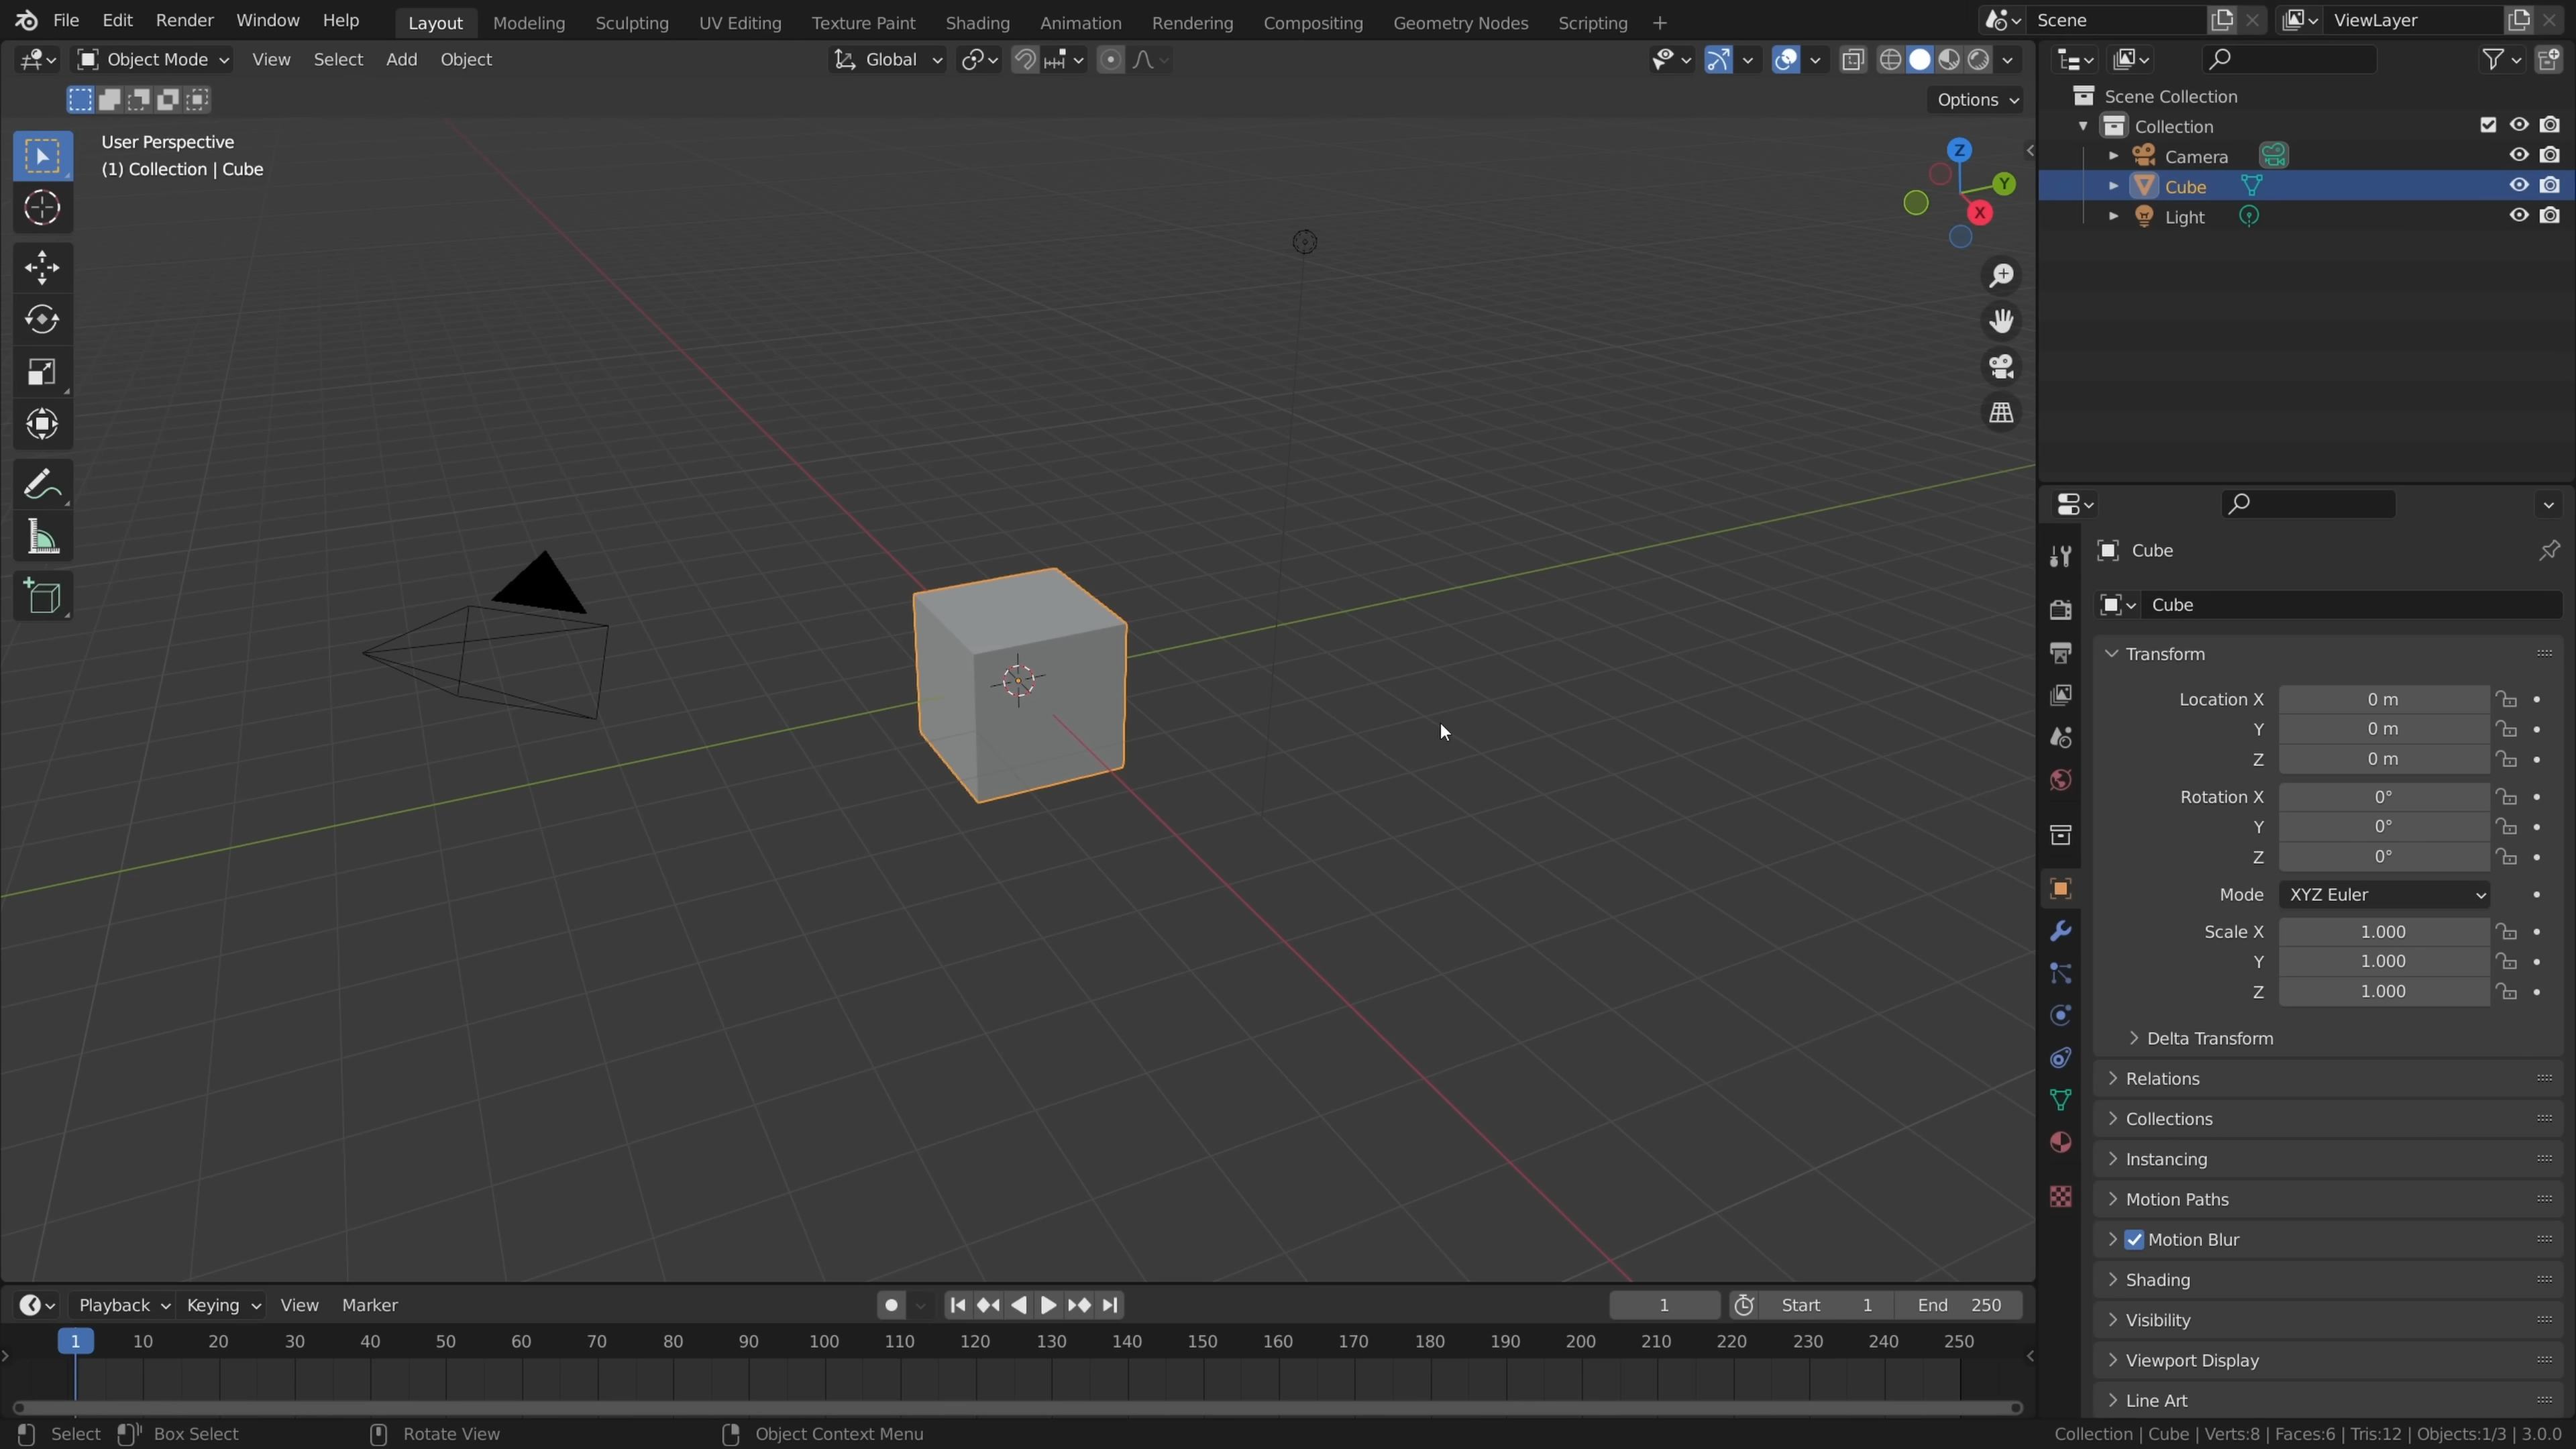 File Edit Render Window Help Layout Modeling Sculpting UV Editing Texture Paint Shading Animation Rendering Compositing Geometry Nodes Scripting + Scene ViewLayer
Object Mode View Select Add Object Global
Options
User Perspective
(1) Collection | Cube
Z
Y
X
Scene Collection
Collection
Camera
Cube
Light
Cube
Cube
Transform
Location X 0 m
Y 0 m
Z 0 m
Rotation X 0°
Y 0°
Z 0°
Mode XYZ Euler
Scale X 1.000
Y 1.000
Z 1.000
Delta Transform
Relations
Collections
Instancing
Motion Paths
Motion Blur
Shading
Visibility
Viewport Display
Line Art
Playback Keying View Marker 1 Start 1 End 250
1 10 20 30 40 50 60 70 80 90 100 110 120 130 140 150 160 170 180 190 200 210 220 230 240 250
Select Box Select Rotate View Object Context Menu Collection | Cube | Verts:8 | Faces:6 | Tris:12 | Objects:1/3 | 3.0.0